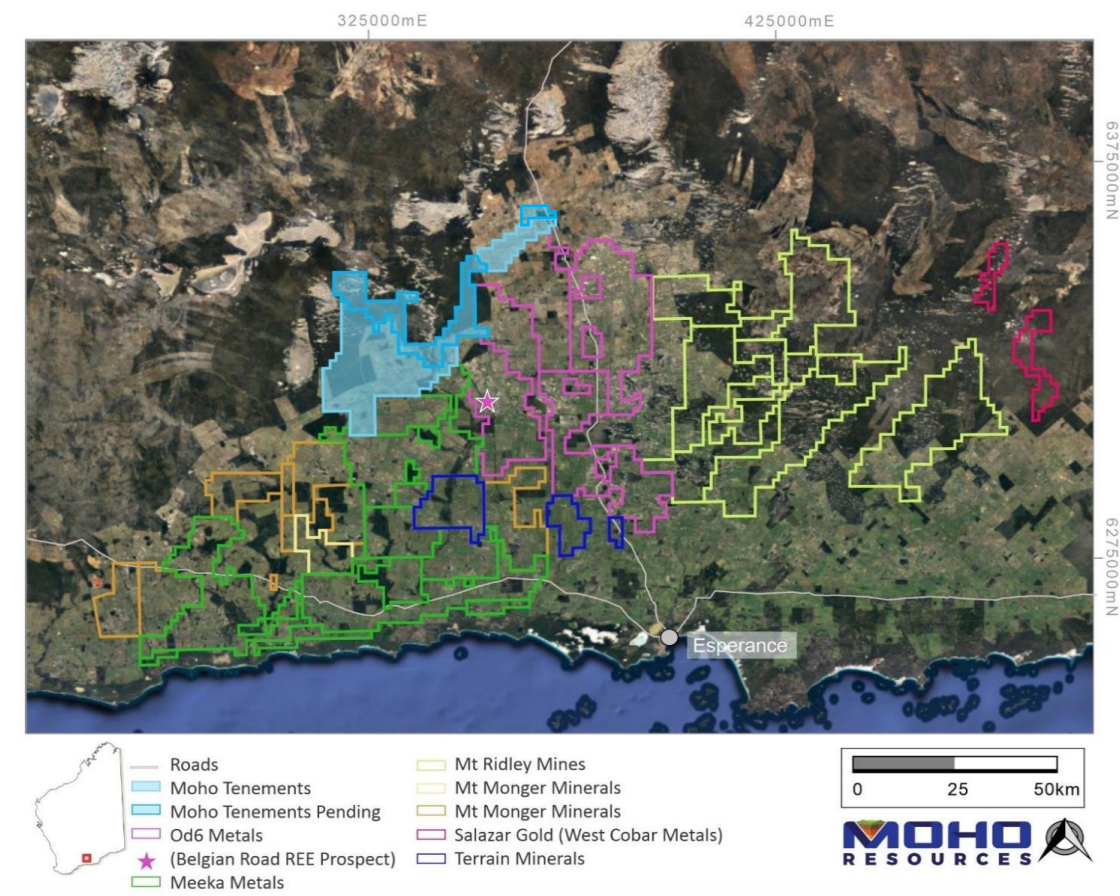 325000mE
425000mE
6375000mN
6275000mN
Esperance
Roads
Moho Tenements
Moho Tenements Pending
Od6 Metals
(Belgian Road REE Prospect)
Meeka Metals
Mt Ridley Mines
Mt Monger Minerals
Mt Monger Minerals
Salazar Gold (West Cobar Metals)
Terrain Minerals
0 25 50km
MOHO
RESOURCES